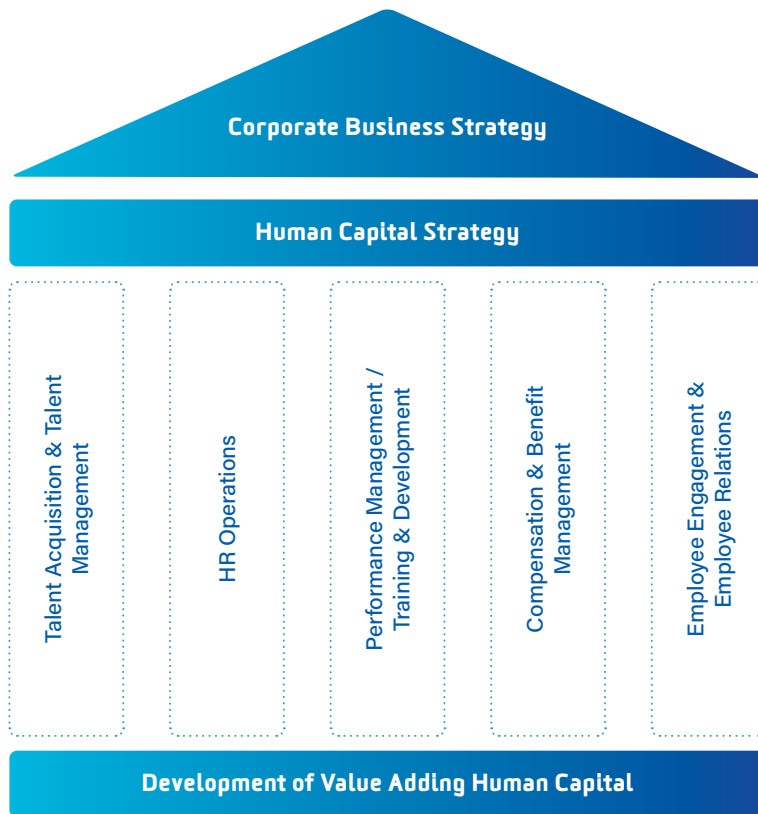 Corporate Business Strategy
Human Capital Strategy
Talent Acquisition & Talent
Management
HR Operations
Performance Management /
Training & Development
Compensation & Benefit
Management
Employee Engagement &
Employee Relations
Development of Value Adding Human Capital